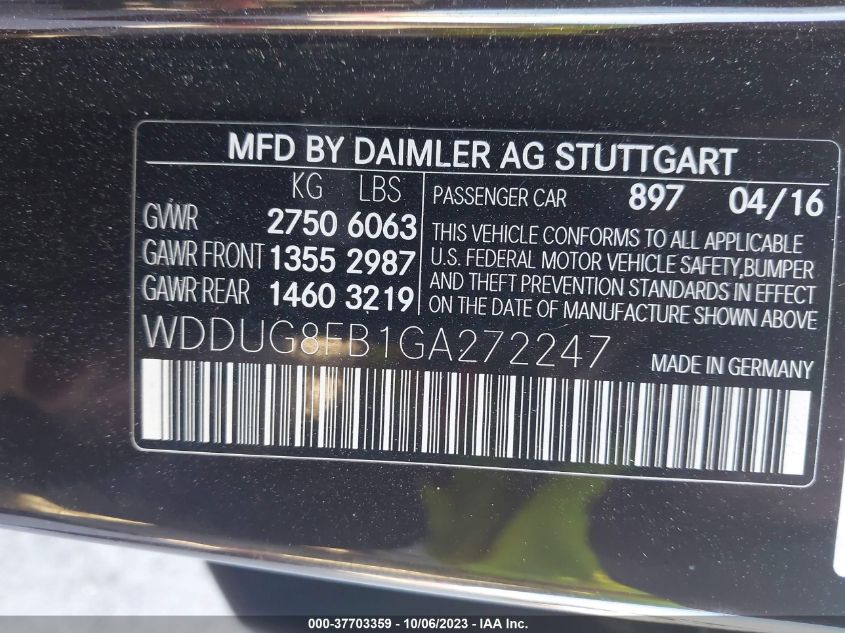 MFD BY DAIMLER AG STUTTGART
KG LBS
GVWR 2750 6063
GAWR FRONT 1355 2987
GAWR REAR 1460 3219
PASSENGER CAR 897 04/16
THIS VEHICLE CONFORMS TO ALL APPLICABLE
U.S. FEDERAL MOTOR VEHICLE SAFETY,BUMPER
AND THEFT PREVENTION STANDARDS IN EFFECT
ON THE DATE OF MANUFACTURE SHOWN ABOVE.
WDDUG8FB1GA272247
MADE IN GERMANY
000-37703359 - 10/06/2023 - IAAI.com